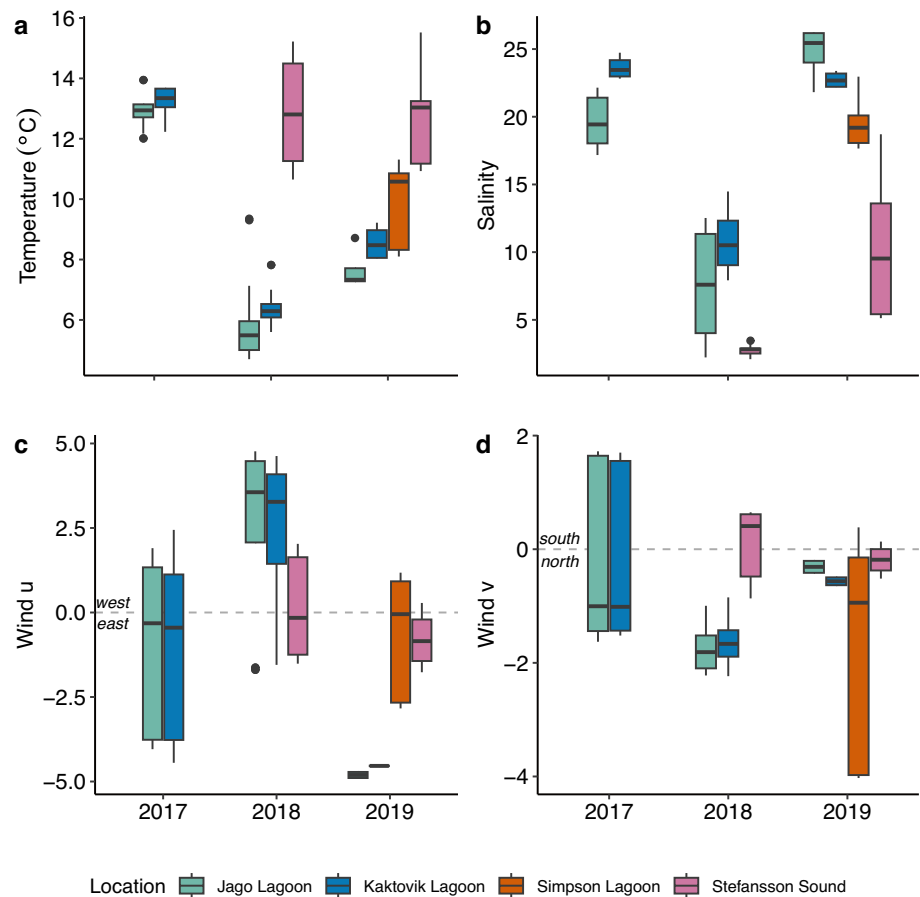 a
Temperature (°C)
16
14
12
10
8
6
b
Salinity
25
20
15
10
5
c
Wind u
5.0
2.5
0.0
−2.5
−5.0
west
east
2017 2018 2019
d
Wind v
2
0
−2
−4
south
north
2017 2018 2019
Location Jago Lagoon Kaktovik Lagoon Simpson Lagoon Stefansson Sound